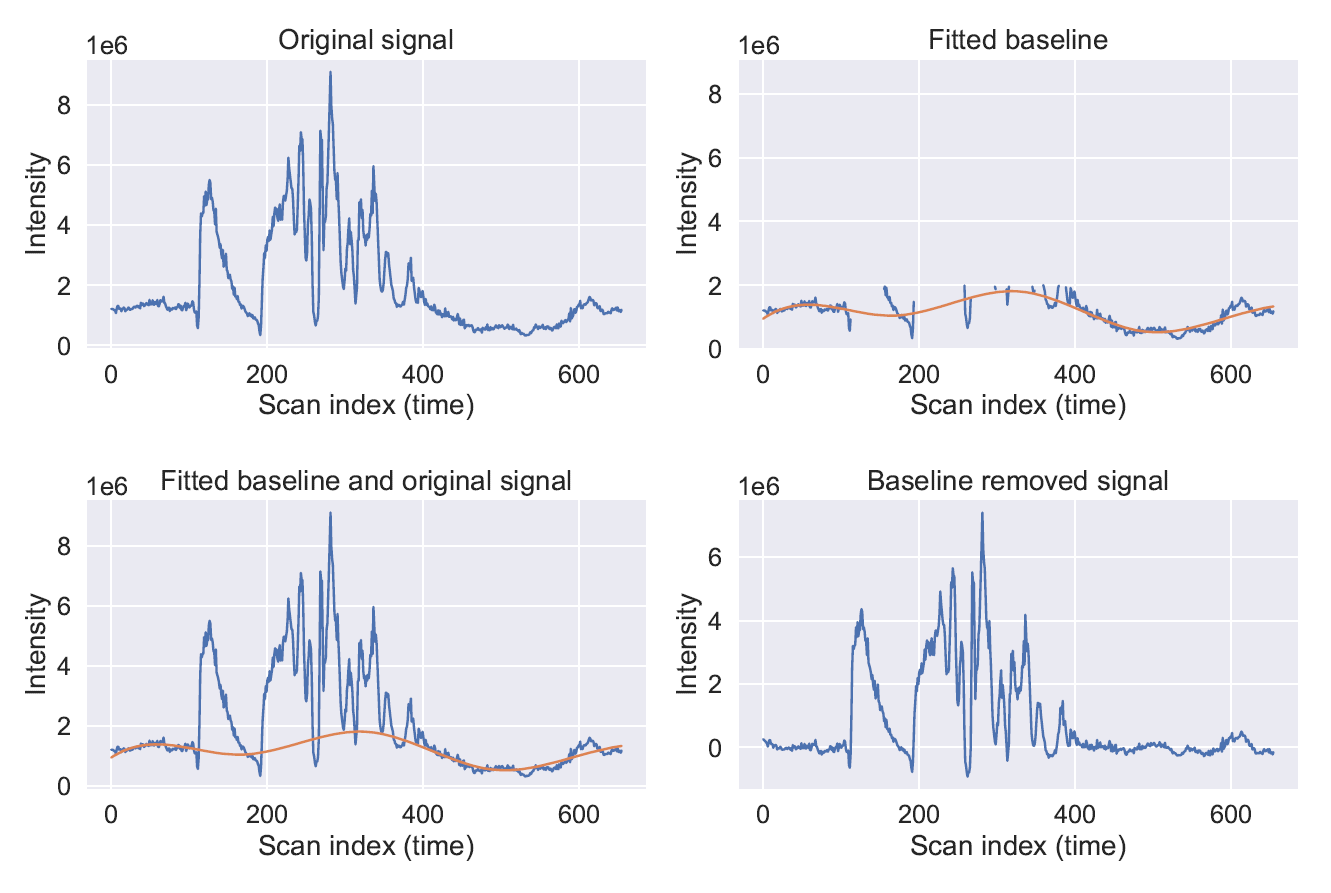 Original signal
1e6
Intensity
8
6
4
2
0
0 200 400 600
Scan index (time)
Fitted baseline
1e6
Intensity
8
6
4
2
0
0 200 400 600
Scan index (time)
Fitted baseline and original signal
1e6
Intensity
8
6
4
2
0
0 200 400 600
Scan index (time)
Baseline removed signal
1e6
Intensity
6
4
2
0
0 200 400 600
Scan index (time)